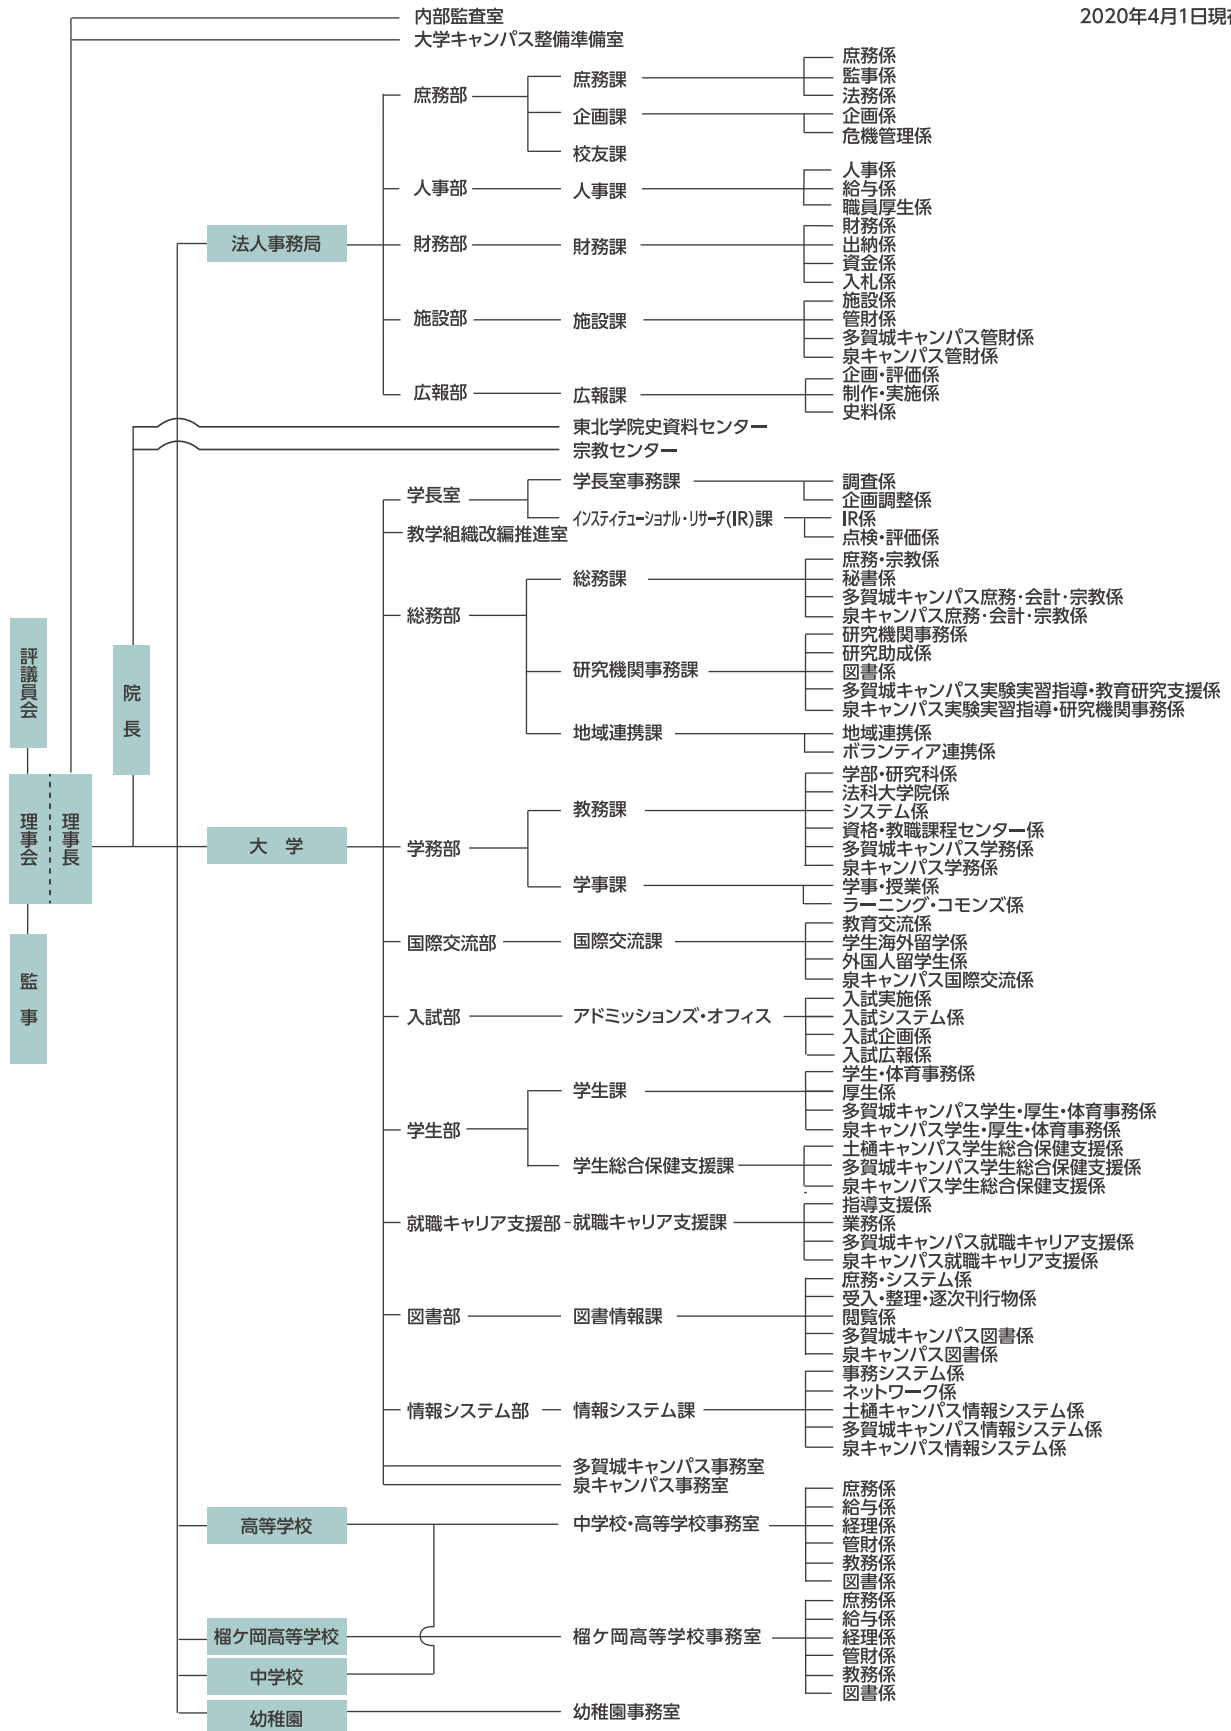 内部監査室
2020年4月1日現在
大学キャンパス整備準備室
法人事務局
庶務部
庶務課
庶務係
監事係
法務係
企画課
企画係
危機管理係
校友課
人事部
人事課
人事係
給与係
職員厚生係
財務部
財務課
財務係
出納係
資金係
入札係
施設部
施設課
施設係
管財係
多賀城キャンパス管財係
泉キャンパス管財係
広報部
広報課
企画・評価係
制作・実施係
史料係
東北学院史資料センター
宗教センター
評議員会
理事会
理事長
監 事
院 長
大 学
学長室
学長室事務課
調査係
企画調整係
インスティテューショナル・リサーチ(IR)課
IR係
点検・評価係
教学組織改編推進室
総務部
総務課
庶務・宗教係
秘書係
多賀城キャンパス庶務・会計・宗教係
泉キャンパス庶務・会計・宗教係
研究機関事務課
研究機関事務係
研究助成係
図書係
多賀城キャンパス実験実習指導・教育研究支援係
泉キャンパス実験実習指導・研究機関事務係
地域連携課
地域連携係
ボランティア連携係
学務部
教務課
学部・研究科係
法科大学院係
システム係
資格・教職課程センター係
多賀城キャンパス学務係
泉キャンパス学務係
学事課
学事・授業係
ラーニング・コモンズ係
国際交流部
国際交流課
教育交流係
学生海外留学係
外国人留学生係
泉キャンパス国際交流係
入試部
アドミッションズ・オフィス
入試実施係
入試システム係
入試企画係
入試広報係
学生部
学生課
学生・体育事務係
厚生係
多賀城キャンパス学生・厚生・体育事務係
泉キャンパス学生・厚生・体育事務係
学生総合保健支援課
土樋キャンパス学生総合保健支援係
多賀城キャンパス学生総合保健支援係
泉キャンパス学生総合保健支援係
就職キャリア支援部
就職キャリア支援課
指導支援係
業務係
多賀城キャンパス就職キャリア支援係
泉キャンパス就職キャリア支援係
図書部
図書情報課
庶務・システム係
受入・整理・逐次刊行物係
閲覧係
多賀城キャンパス図書係
泉キャンパス図書係
情報システム部
情報システム課
事務システム係
ネットワーク係
土樋キャンパス情報システム係
多賀城キャンパス情報システム係
泉キャンパス情報システム係
多賀城キャンパス事務室
泉キャンパス事務室
高等学校
中学校・高等学校事務室
庶務係
給与係
経理係
管財係
教務係
図書係
榴ケ岡高等学校
榴ケ岡高等学校事務室
庶務係
給与係
経理係
管財係
教務係
図書係
中学校
幼稚園
幼稚園事務室